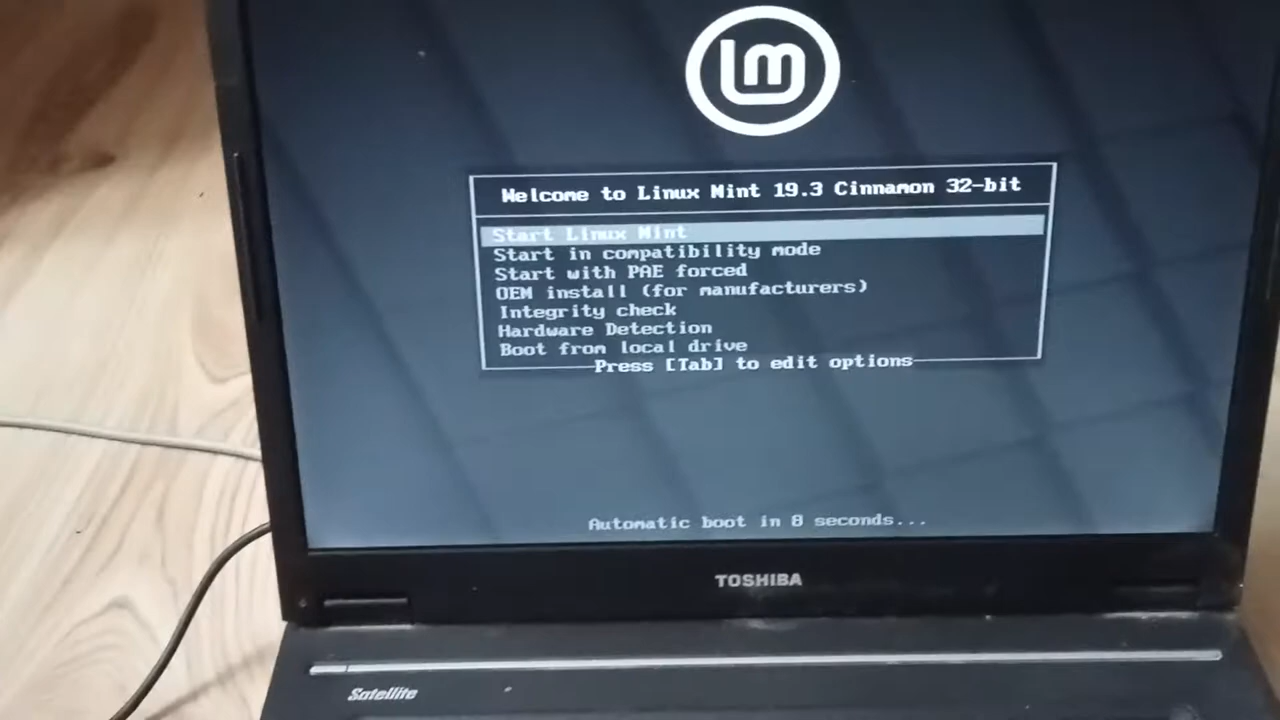 lm
Welcome to Linux Mint 19.3 Cinnamon 32-bit
Start Linux Mint
Start in compatibility mode
Start with PAE forced
OEM install (for manufacturers)
Integrity check
Hardware Detection
Boot from local drive
Press [Tab] to edit options
Automatic boot in 8 seconds...
TOSHIBA
Satellite